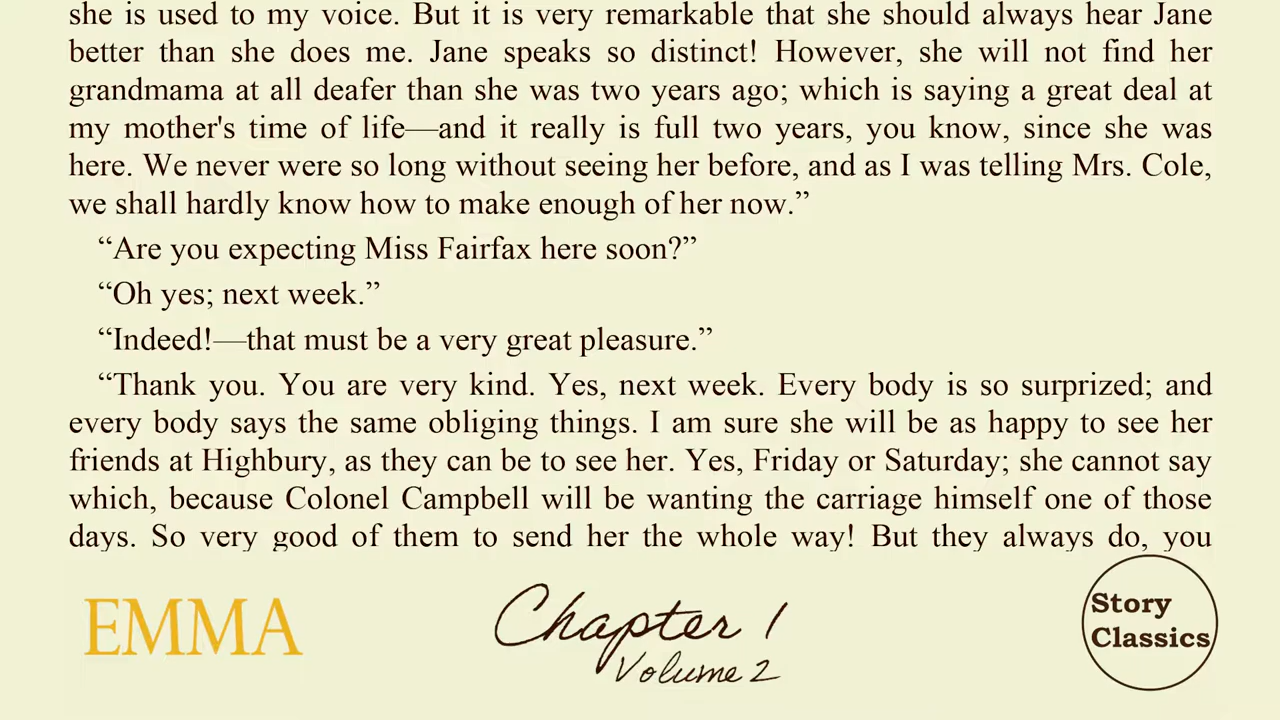 she is used to my voice. But it is very remarkable that she should always hear Jane
better than she does me. Jane speaks so distinct! However, she will not find her
grandmama at all deafer than she was two years ago; which is saying a great deal at
my mother's time of life—and it really is full two years, you know, since she was
here. We never were so long without seeing her before, and as I was telling Mrs. Cole,
we shall hardly know how to make enough of her now.”
“Are you expecting Miss Fairfax here soon?”
“Oh yes; next week.”
“Indeed!—that must be a very great pleasure.”
“Thank you. You are very kind. Yes, next week. Every body is so surprized; and
every body says the same obliging things. I am sure she will be as happy to see her
friends at Highbury, as they can be to see her. Yes, Friday or Saturday; she cannot say
which, because Colonel Campbell will be wanting the carriage himself one of those
days. So very good of them to send her the whole way! But they always do, you
EMMA
Chapter 1
Volume 2
Story
Classics